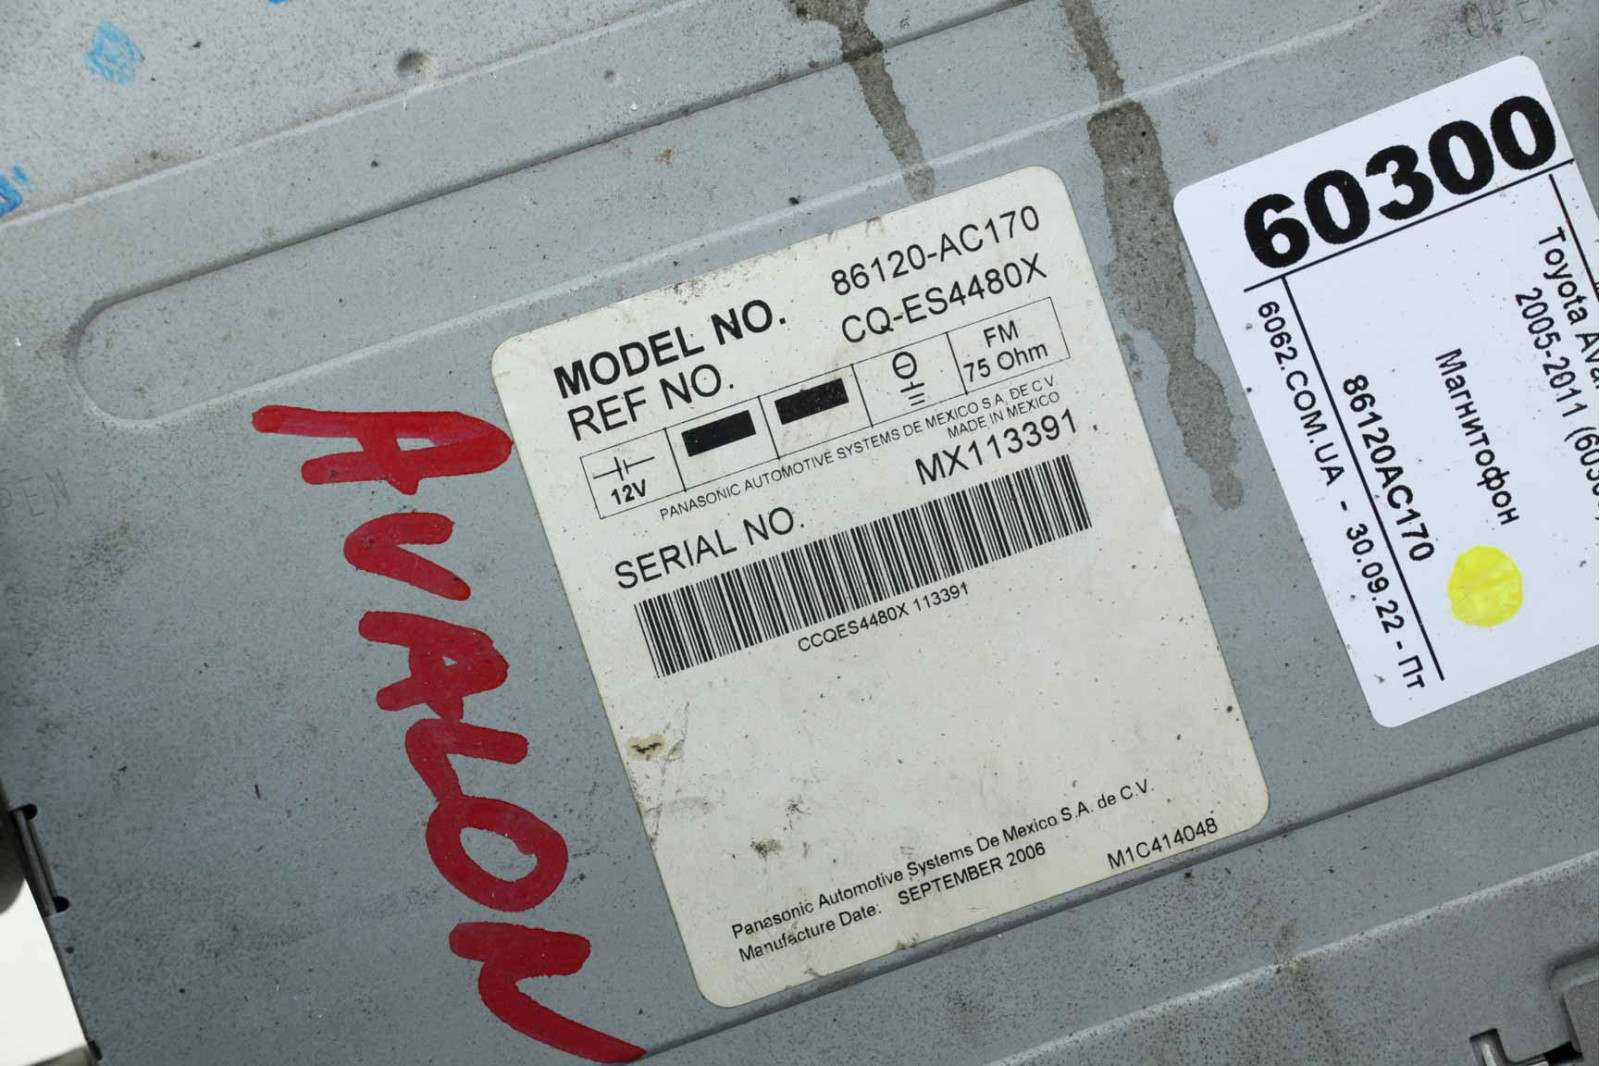 MODEL NO. 86120-AC170
REF NO. CQ-ES4480X
12V
FM
75 Ohm
PANASONIC AUTOMOTIVE SYSTEMS DE MEXICO S.A. DE C V
MADE IN MEXICO
SERIAL NO. MX113391
CCQES4480X 113391
Panasonic Automotive Systems De Mexico S.A. de C.V.
Manufacture Date: SEPTEMBER 2006
M1C414048
AVALON
60300
Toyota
2005-2011
Магнитофон
86120AC170
6062.COM.UA - 30.09.22 - Пт
OPEN